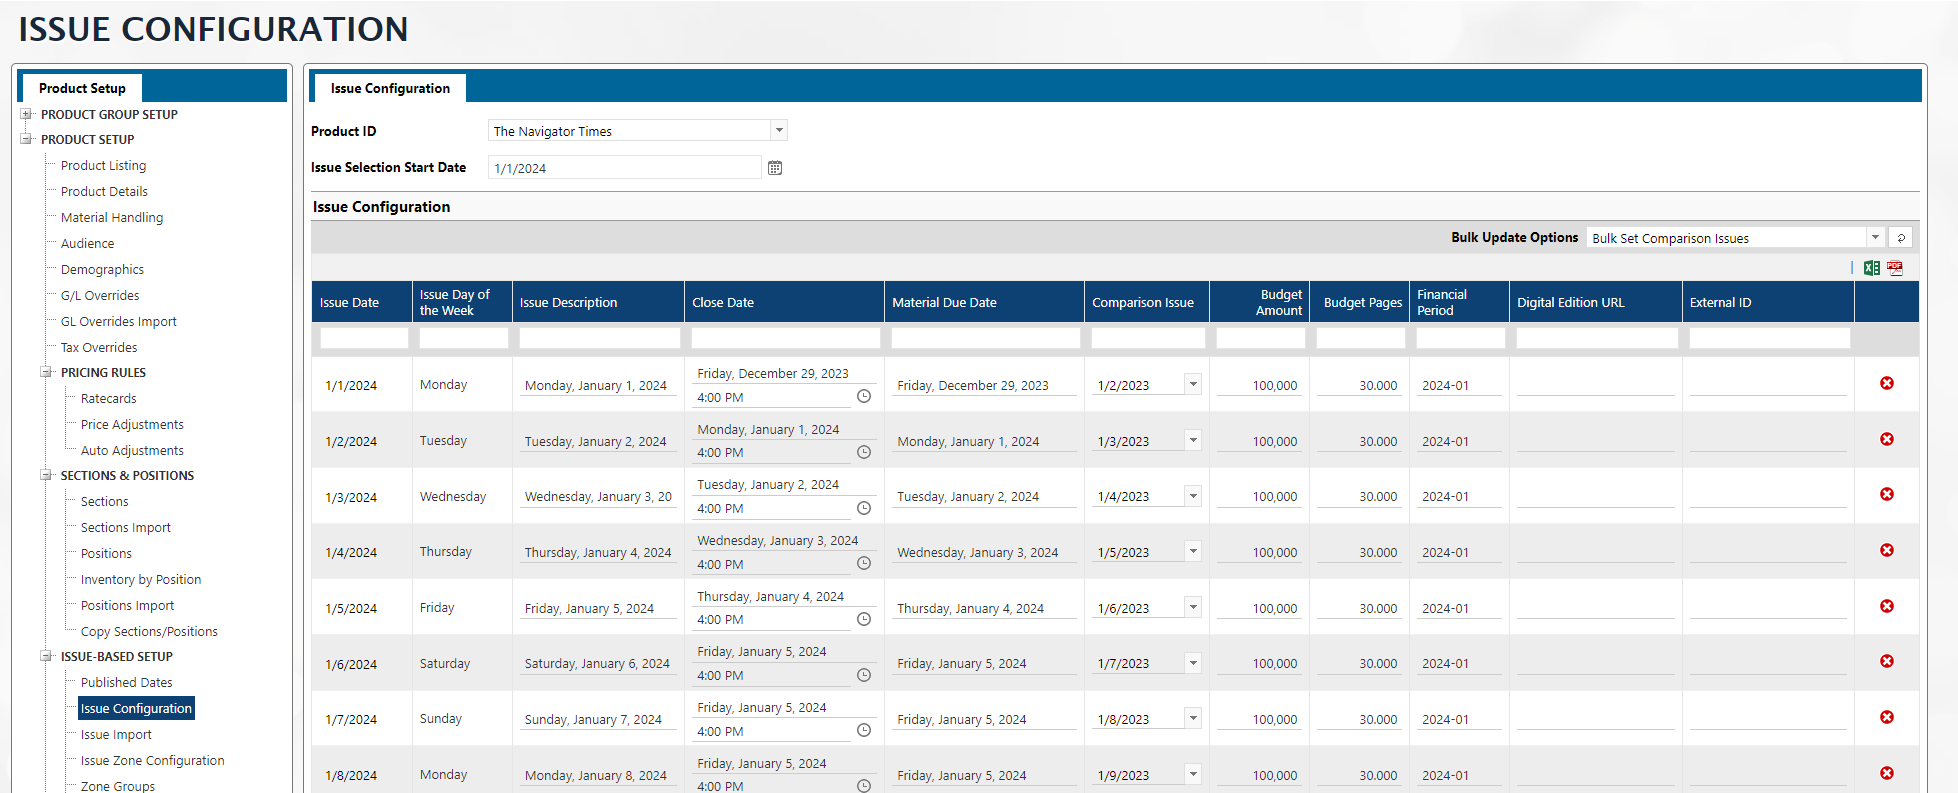 ISSUE CONFIGURATION
Product Setup
PRODUCT GROUP SETUP
PRODUCT SETUP
Product Listing
Product Details
Material Handling
Audience
Demographics
G/L Overrides
GL Overrides Import
Tax Overrides
PRICING RULES
Ratecards
Price Adjustments
Auto Adjustments
SECTIONS & POSITIONS
Sections
Sections Import
Positions
Inventory by Position
Positions Import
Copy Sections/Positions
ISSUE-BASED SETUP
Published Dates
Issue Configuration
Issue Import
Issue Zone Configuration
Zone Groups
Issue Configuration
Product ID The Navigator Times
Issue Selection Start Date 1/1/2024
Issue Configuration
Bulk Update Options Bulk Set Comparison Issues
PDF
Issue Date Issue Day of the Week Issue Description Close Date Material Due Date Comparison Issue Budget Amount Budget Pages Financial Period Digital Edition URL External ID
1/1/2024 Monday Monday, January 1, 2024 Friday, December 29, 2023 4:00 PM Friday, December 29, 2023 1/2/2023 100,000 30.000 2024-01
1/2/2024 Tuesday Tuesday, January 2, 2024 Monday, January 1, 2024 4:00 PM Monday, January 1, 2024 1/3/2023 100,000 30.000 2024-01
1/3/2024 Wednesday Wednesday, January 3, 20 Tuesday, January 2, 2024 4:00 PM Tuesday, January 2, 2024 1/4/2023 100,000 30.000 2024-01
1/4/2024 Thursday Thursday, January 4, 2024 Wednesday, January 3, 2024 4:00 PM Wednesday, January 3, 2024 1/5/2023 100,000 30.000 2024-01
1/5/2024 Friday Friday, January 5, 2024 Thursday, January 4, 2024 4:00 PM Thursday, January 4, 2024 1/6/2023 100,000 30.000 2024-01
1/6/2024 Saturday Saturday, January 6, 2024 Friday, January 5, 2024 4:00 PM Friday, January 5, 2024 1/7/2023 100,000 30.000 2024-01
1/7/2024 Sunday Sunday, January 7, 2024 Friday, January 5, 2024 4:00 PM Friday, January 5, 2024 1/8/2023 100,000 30.000 2024-01
1/8/2024 Monday Monday, January 8, 2024 Friday, January 5, 2024 4:00 PM Friday, January 5, 2024 1/9/2023 100,000 30.000 2024-01